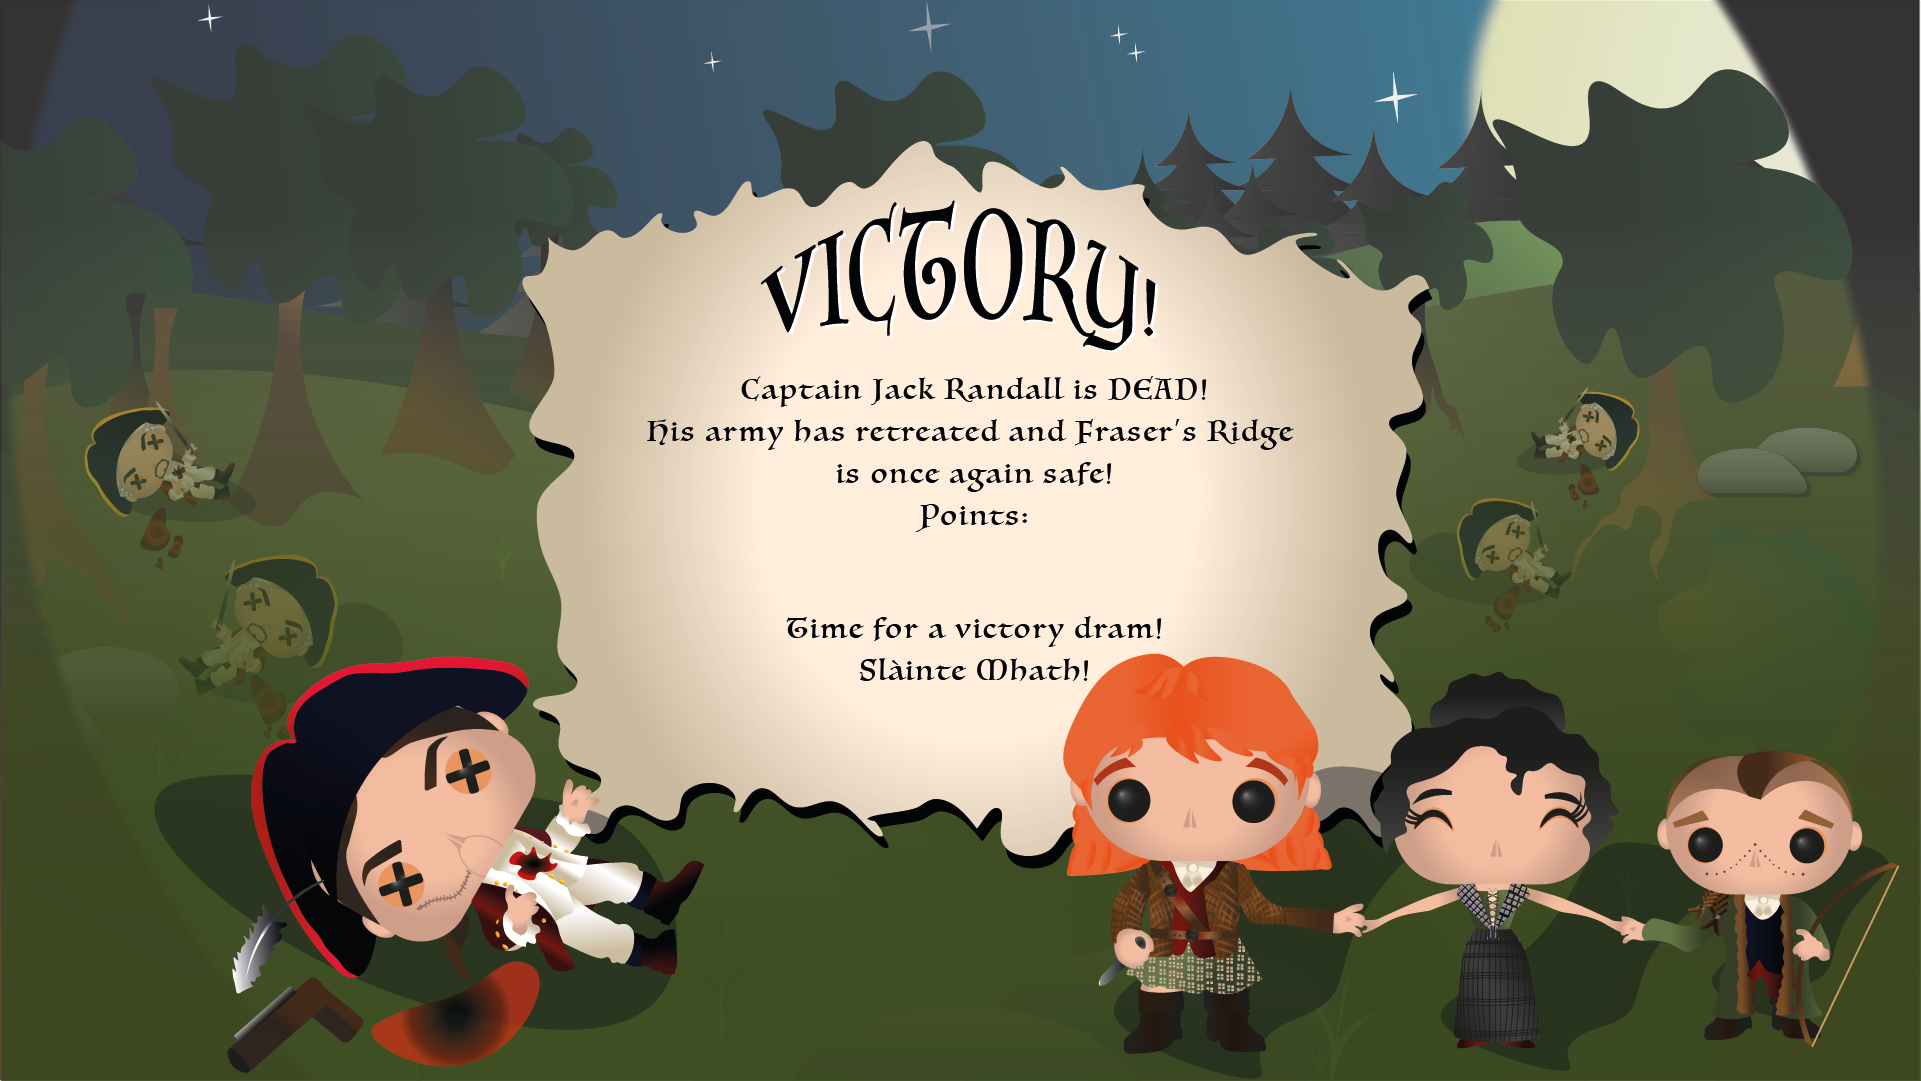 VICTORY!
Captain Jack Randall is DEAD!
His army has retreated and Fraser's Ridge
is once again safe!
Points:
Time for a victory dram!
Slàinte Mhath!